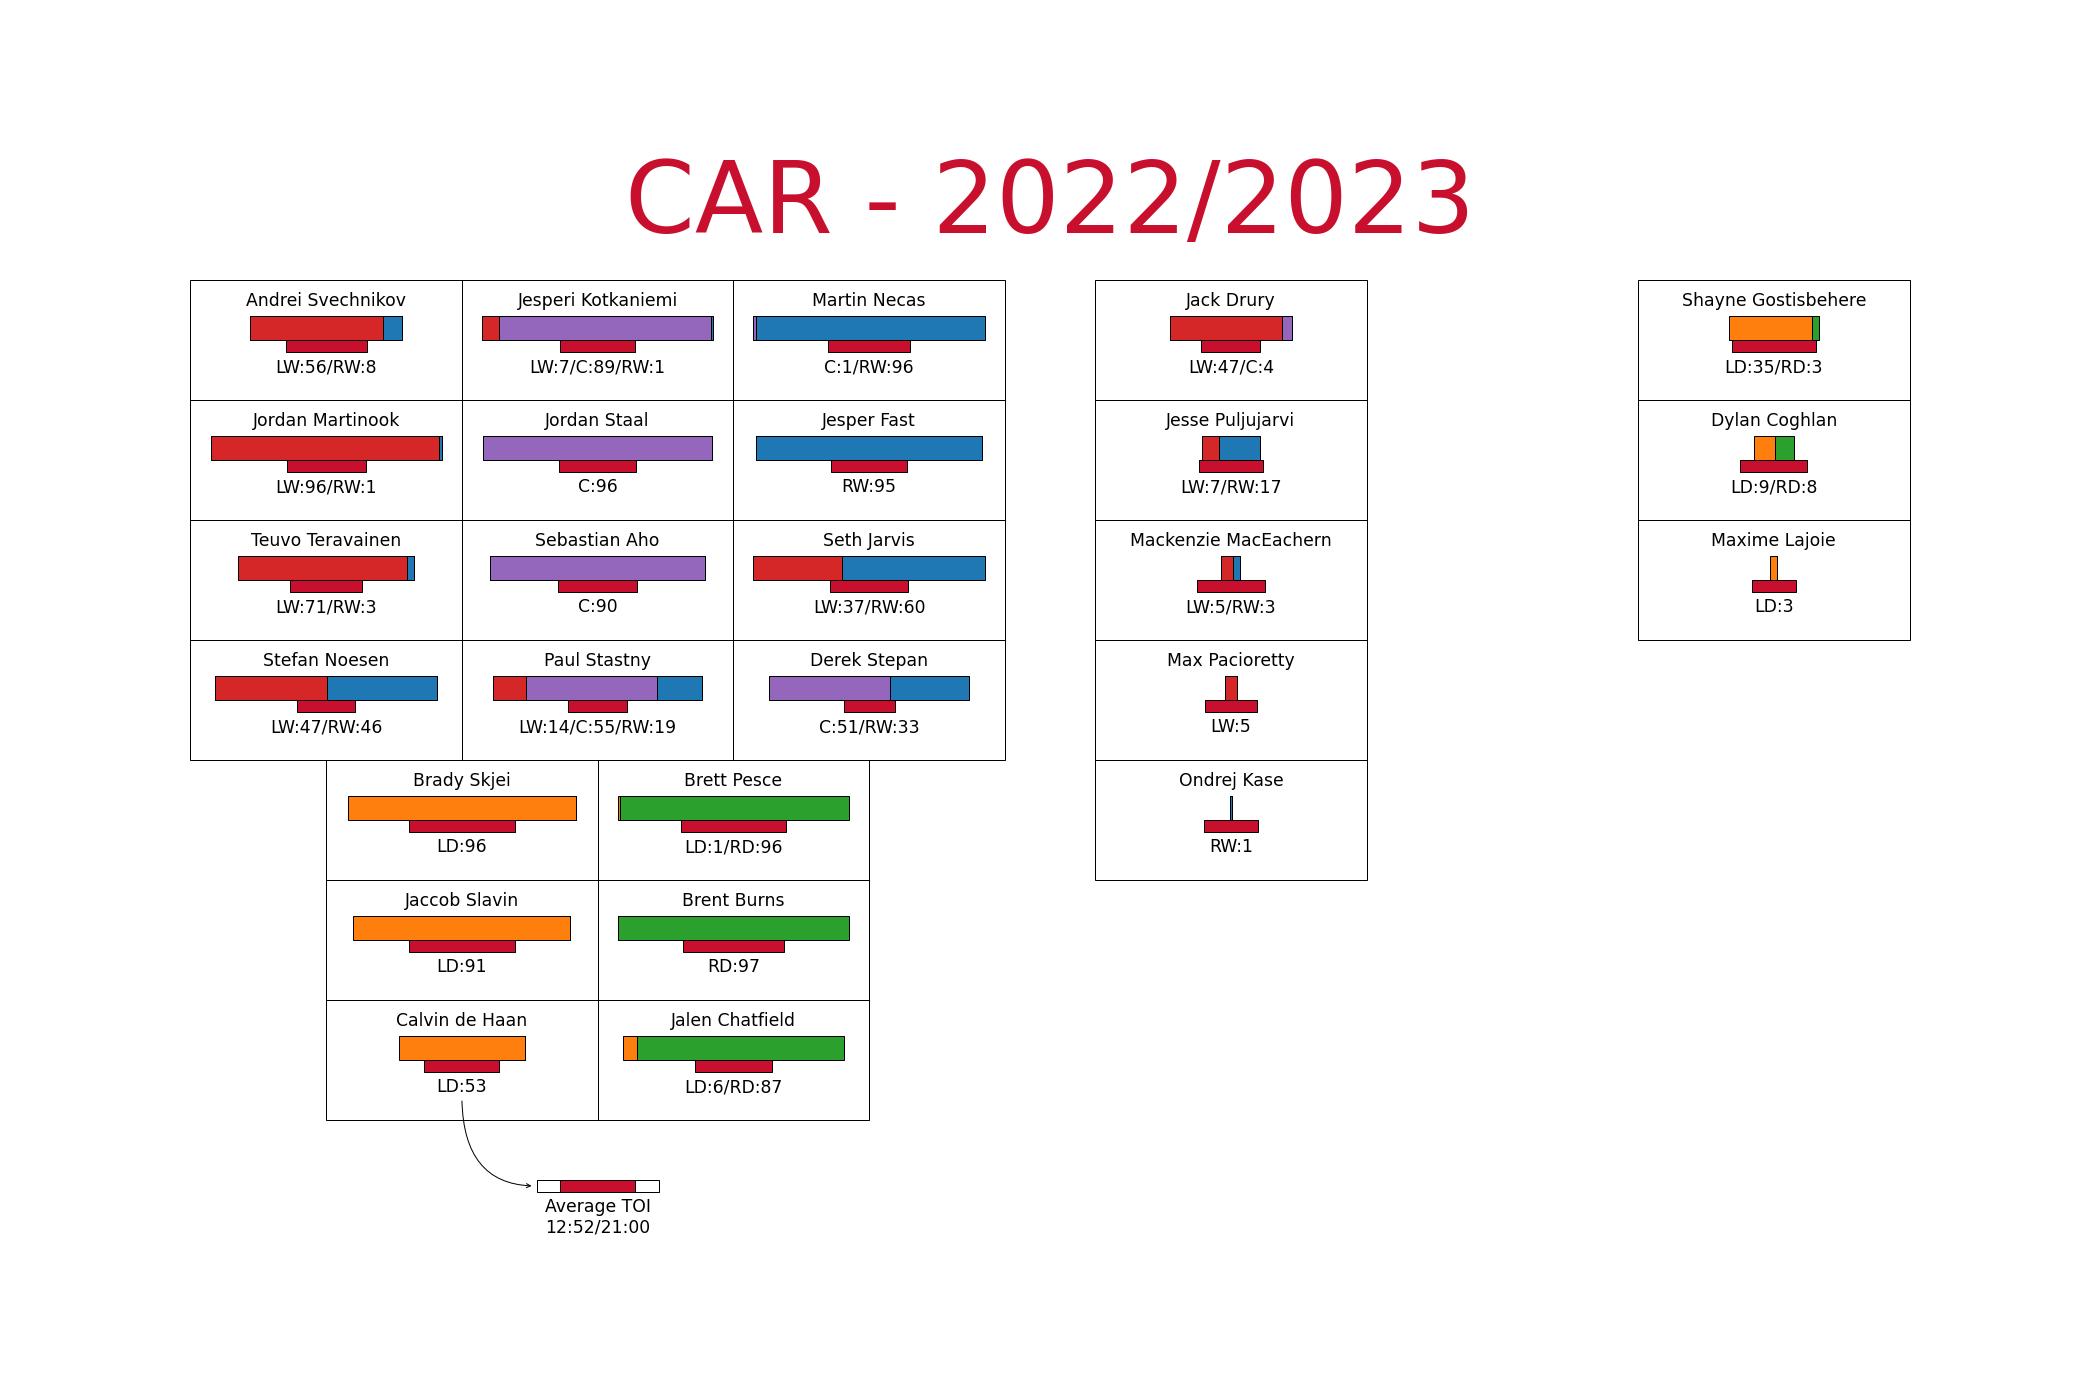 CAR - 2022/2023
Andrei Svechnikov
LW:56/RW:8
Jesperi Kotkaniemi
LW:7/C:89/RW:1
Martin Necas
C:1/RW:96
Jordan Martinook
LW:96/RW:1
Jordan Staal
C:96
Jesper Fast
RW:95
Teuvo Teravainen
LW:71/RW:3
Sebastian Aho
C:90
Seth Jarvis
LW:37/RW:60
Stefan Noesen
LW:47/RW:46
Paul Stastny
LW:14/C:55/RW:19
Derek Stepan
C:51/RW:33
Brady Skjei
LD:96
Brett Pesce
LD:1/RD:96
Jaccob Slavin
LD:91
Brent Burns
RD:97
Calvin de Haan
LD:53
Jalen Chatfield
LD:6/RD:87
Average TOI
12:52/21:00
Jack Drury
LW:47/C:4
Jesse Puljujarvi
LW:7/RW:17
Mackenzie MacEachern
LW:5/RW:3
Max Pacioretty
LW:5
Ondrej Kase
RW:1
Shayne Gostisbehere
LD:35/RD:3
Dylan Coghlan
LD:9/RD:8
Maxime Lajoie
LD:3